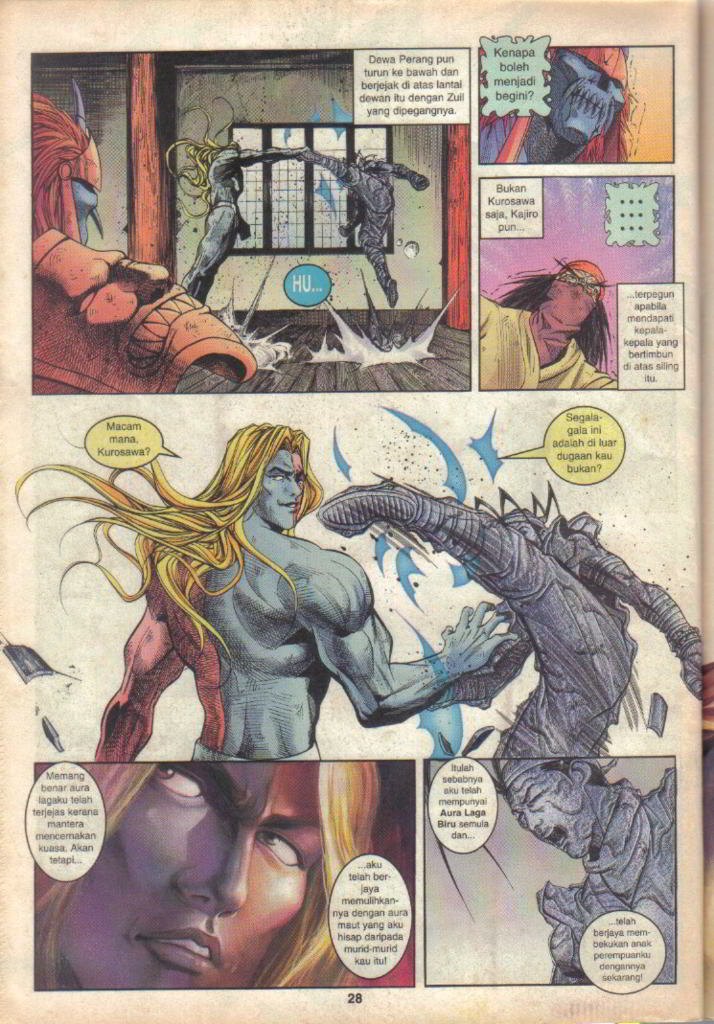 Dewa Perang pun
turun ke bawah dan
berjejak di atas lantai
dewan itu dengan Zuil
yang dipegangnya.
HU...
Kenapa
boleh
menjadi
begini?
Bukan
Kurosawa
saja, Kajiro
pun...
...terpegun
apabila
mendapati
kepala-
kepala yang
bertimbun
di atas siling
itu.
Macam
mana,
Kurosawa?
Segala-
gala ini
adalah di luar
dugaan kau
bukan?
Memang
benar aura
lagaku telah
terjejas kerana
mantera
mencemakan
kuasa. Akan
tetapi...
...aku
telah ber-
jaya
memulihkan-
nya dengan aura
maut yang aku
hisap daripada
murid-murid
kau itu!
Itulah
sebabnya
aku telah
mempunyai
Aura Laga
Biru semula
dan...
...telah
berjaya mem-
bekukan anak
perempuanku
dengannya
sekarang!
28